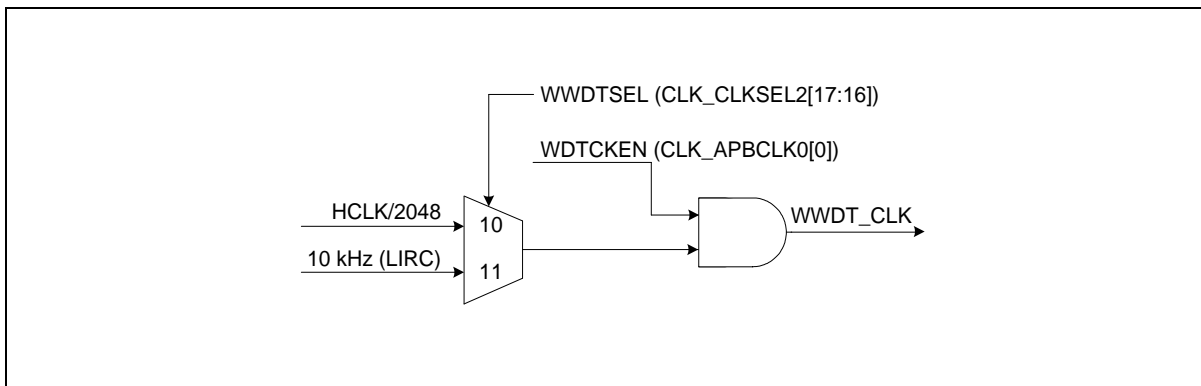 WWDTSEL (CLK_CLKSEL2[17:16])
WDTCKEN (CLK_APBCLK0[0])
HCLK/2048
10
WWDT_CLK
10 kHz (LIRC)
11